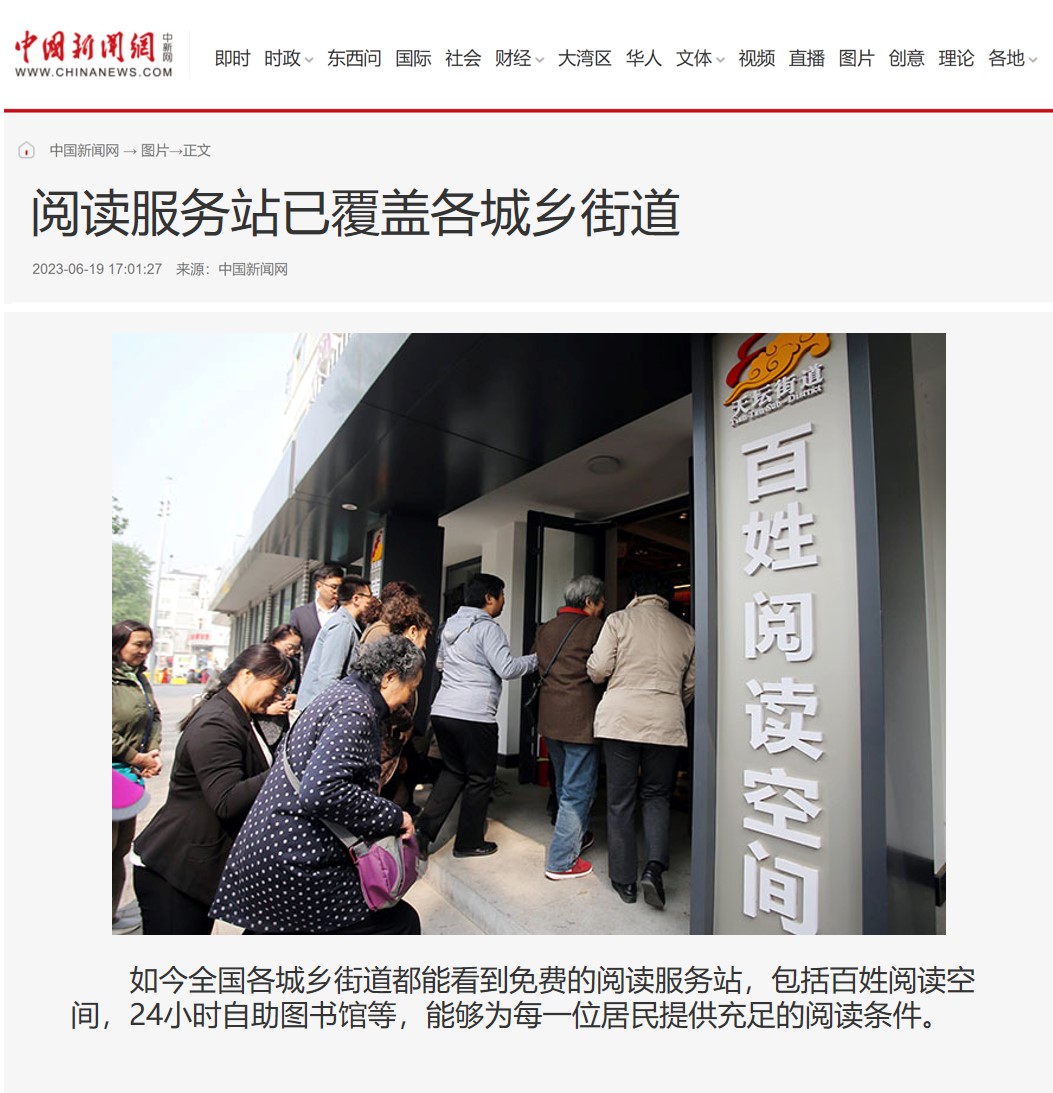 中國新聞網
中新网
WWW.CHINANEWS.COM
即时 时政 东西问 国际 社会 财经 大湾区 华人 文体 视频 直播 图片 创意 理论 各地
中国新闻网 → 图片→正文
阅读服务站已覆盖各城乡街道
2023-06-19 17:01:27 来源：中国新闻网
天坛街道
百姓阅读空间
如今全国各城乡街道都能看到免费的阅读服务站，包括百姓阅读空
间，24小时自助图书馆等，能够为每一位居民提供充足的阅读条件。